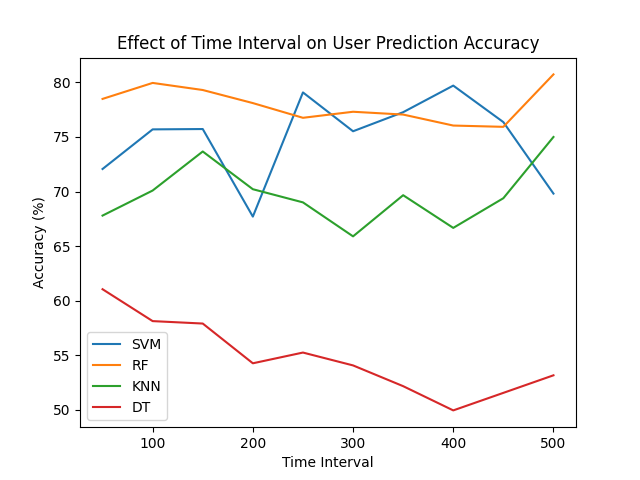 Effect of Time Interval on User Prediction Accuracy
80
75
70
65
60
55
50
Accuracy (%)
SVM
RF
KNN
DT
100 200 300 400 500
Time Interval